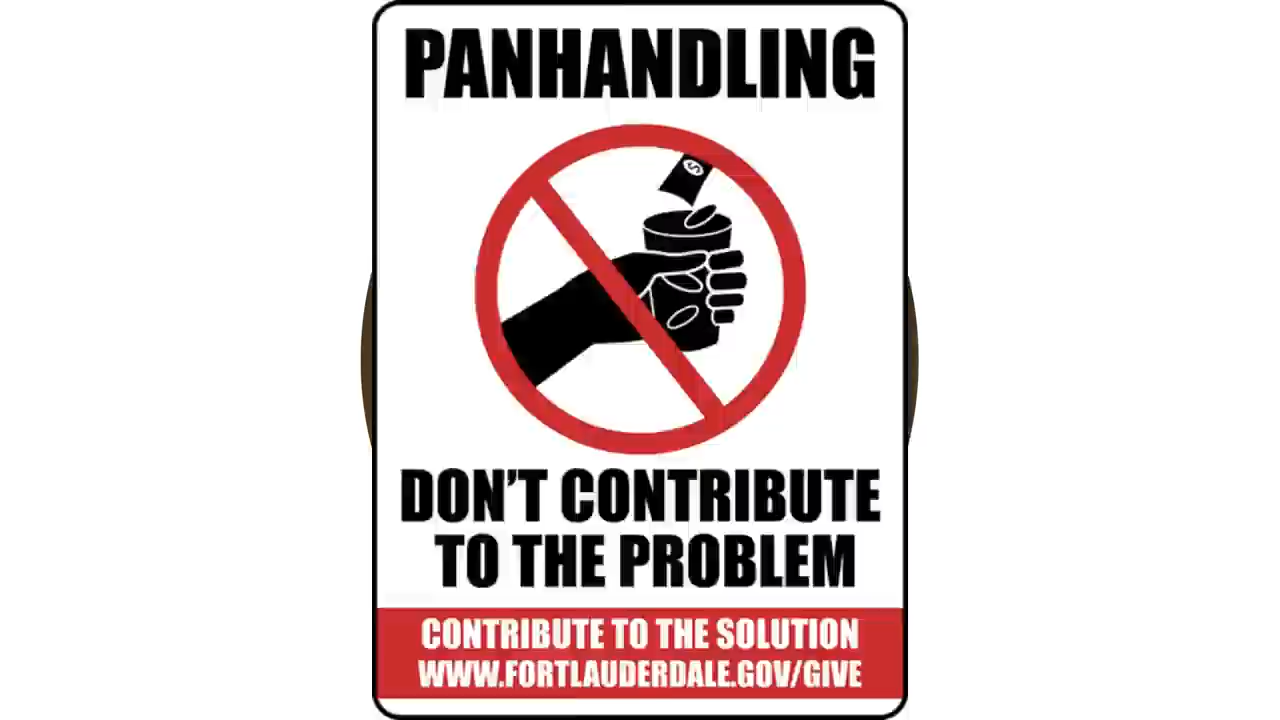 PANHANDLING
$
DON'T CONTRIBUTE
TO THE PROBLEM
CONTRIBUTE TO THE SOLUTION
WWW.FORTLAUDERDALE.GOV/GIVE